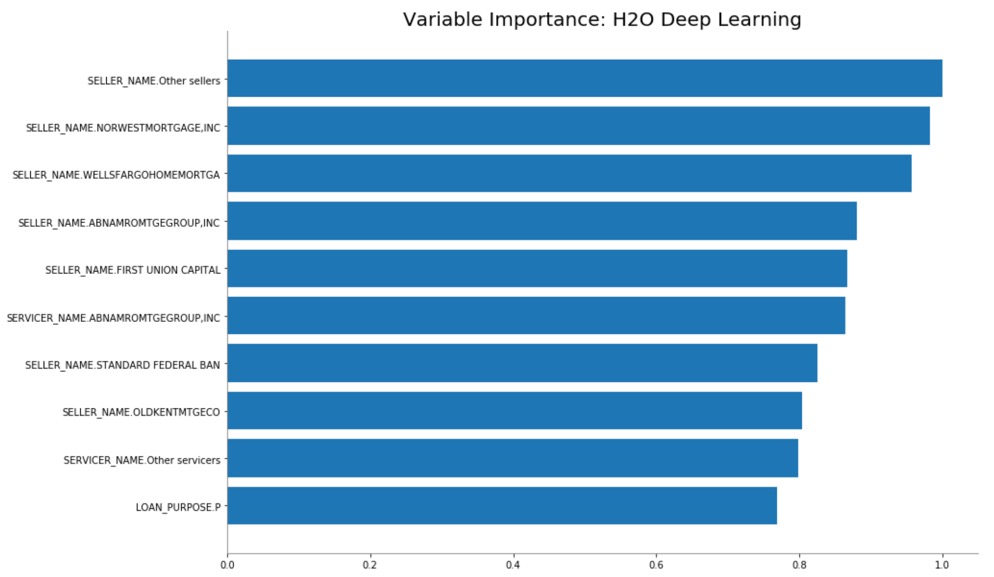 Variable Importance: H2O Deep Learning
SELLER_NAME.Other sellers
SELLER_NAME.NORWESTMORTGAGE,INC
SELLER_NAME.WELLSFARGOHOMEMORTGA
SELLER_NAME.ABNAMROMTGEGROUP,INC
SELLER_NAME.FIRST UNION CAPITAL
SERVICER_NAME.ABNAMROMTGEGROUP,INC
SELLER_NAME.STANDARD FEDERAL BAN
SELLER_NAME.OLDKENTMTGECO
SERVICER_NAME.Other servicers
LOAN_PURPOSE.P
0.0 0.2 0.4 0.6 0.8 1.0